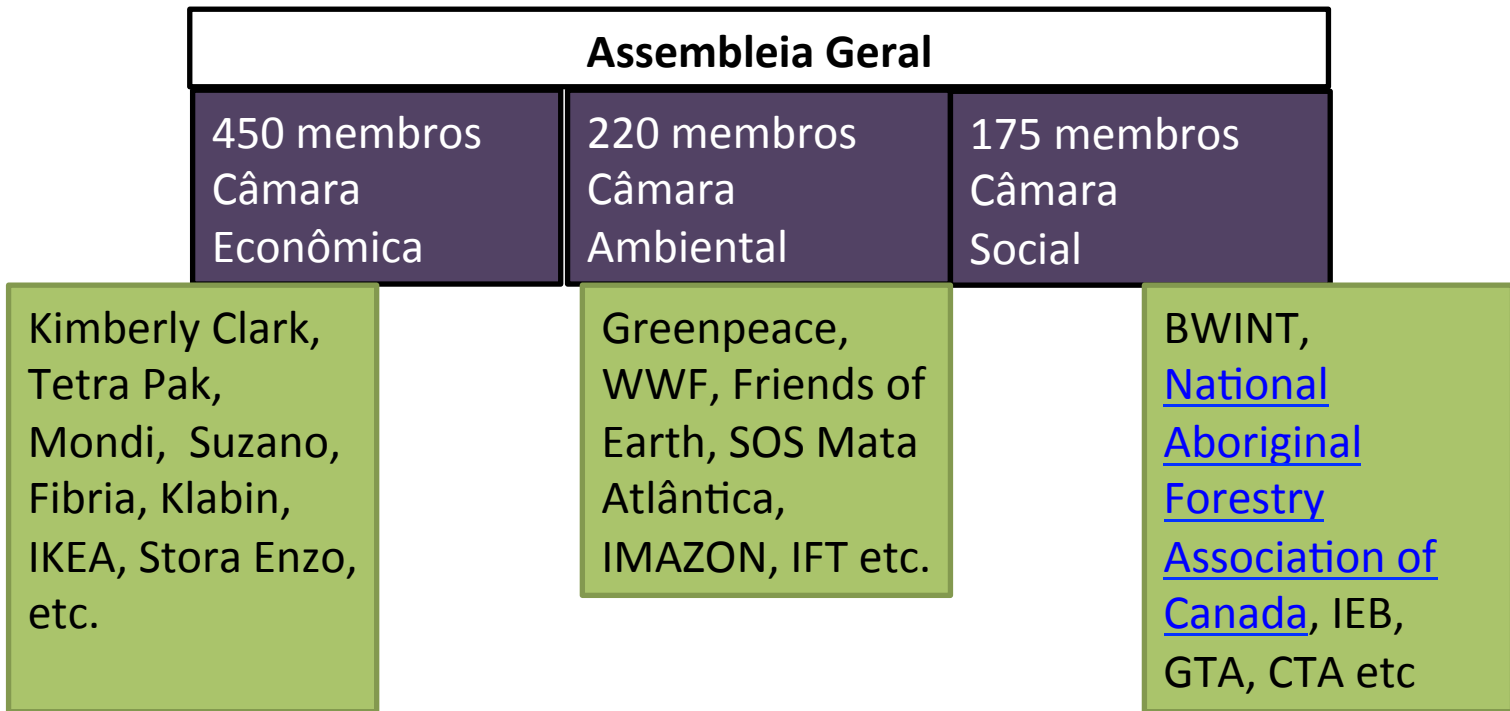 Assembleia Geral
450 membros
Câmara
Econômica
220 membros
Câmara
Ambiental
175 membros
Câmara
Social
Kimberly Clark,
Tetra Pak,
Mondi, Suzano,
Fibria, Klabin,
IKEA, Stora Enzo,
etc.
Greenpeace,
WWF, Friends of
Earth, SOS Mata
Atlântica,
IMAZON, IFT etc.
BWINT,
National
Aboriginal
Forestry
Association of
Canada, IEB,
GTA, CTA etc